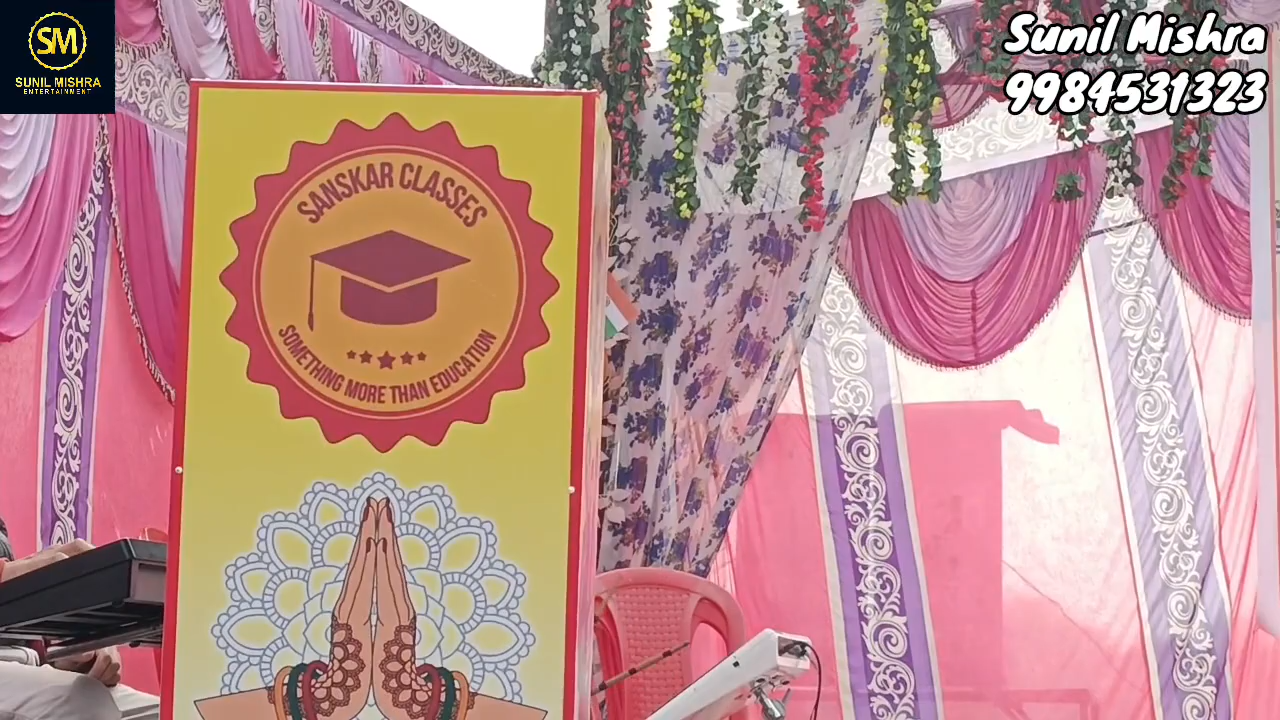 SM
SUNIL MISHRA
ENTERTAINMENT
Sunil Mishra
9984531323
SANSKAR CLASSES
SOMETHING MORE THAN EDUCATION